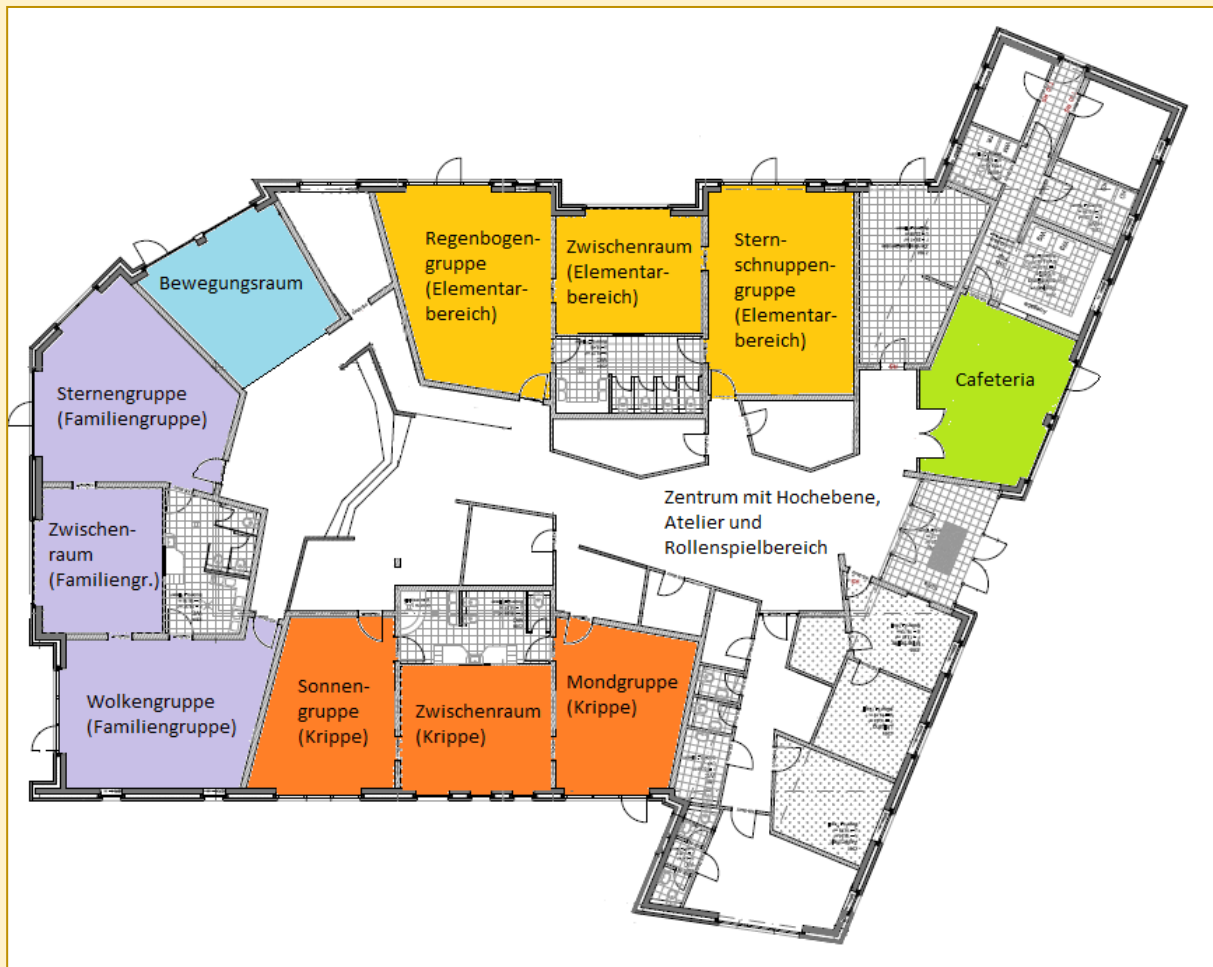 Regenbogen-
gruppe
(Elementar-
bereich)
Zwischenraum
(Elementar-
bereich)
Stern-
schnuppen-
gruppe
(Elementar-
bereich)
Bewegungsraum
Sternengruppe
(Familiengruppe)
Cafeteria
Zwischen-
raum
(Familiengr.)
Zentrum mit Hochebene,
Atelier und
Rollenspielbereich
Wolkengruppe
(Familiengruppe)
Sonnen-
gruppe
(Krippe)
Zwischenraum
(Krippe)
Mondgruppe
(Krippe)